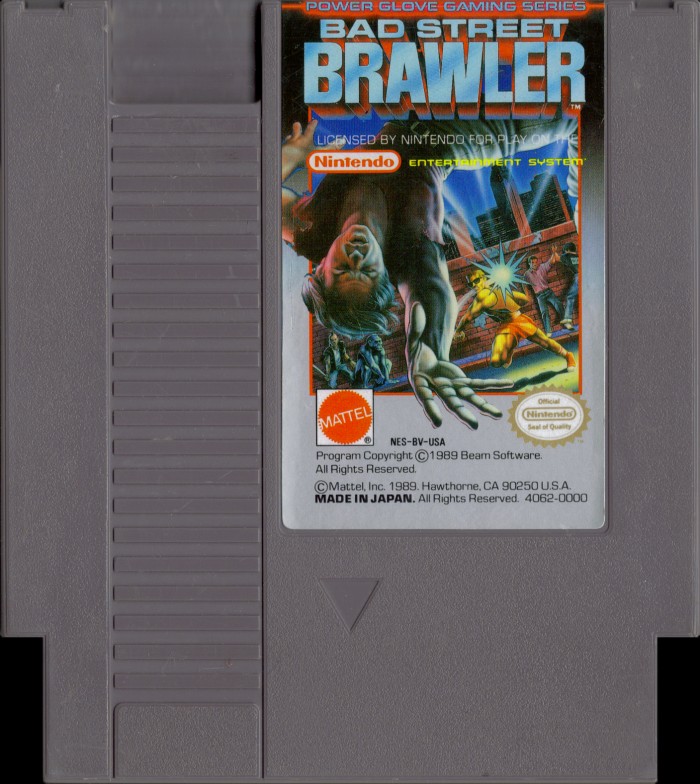 POWER GLOVE GAMING SERIES
BAD STREET
BRAWLER
TM
LICENSED BY NINTENDO FOR PLAY ON THE
Nintendo ENTERTAINMENT SYSTEM
MATTEL
®
Official
Nintendo
Seal of Quality
NES-BV-USA
Program Copyright ©1989 Beam Software.
All Rights Reserved.
©Mattel, Inc. 1989. Hawthorne, CA 90250 U.S.A.
MADE IN JAPAN. All Rights Reserved. 4062-0000